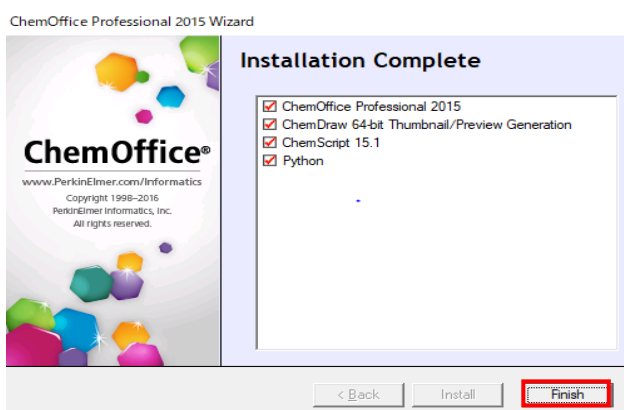 ChemOffice Professional 2015 Wizard
Installation Complete
ChemOffice Professional 2015
ChemDraw 64-bit Thumbnail/Preview Generation
ChemScript 15.1
Python
ChemOffice®
www.PerkinElmer.com/Informatics
Copyright 1998–2016
PerkinElmer Informatics, Inc.
All rights reserved.
< Back
Install
Finish